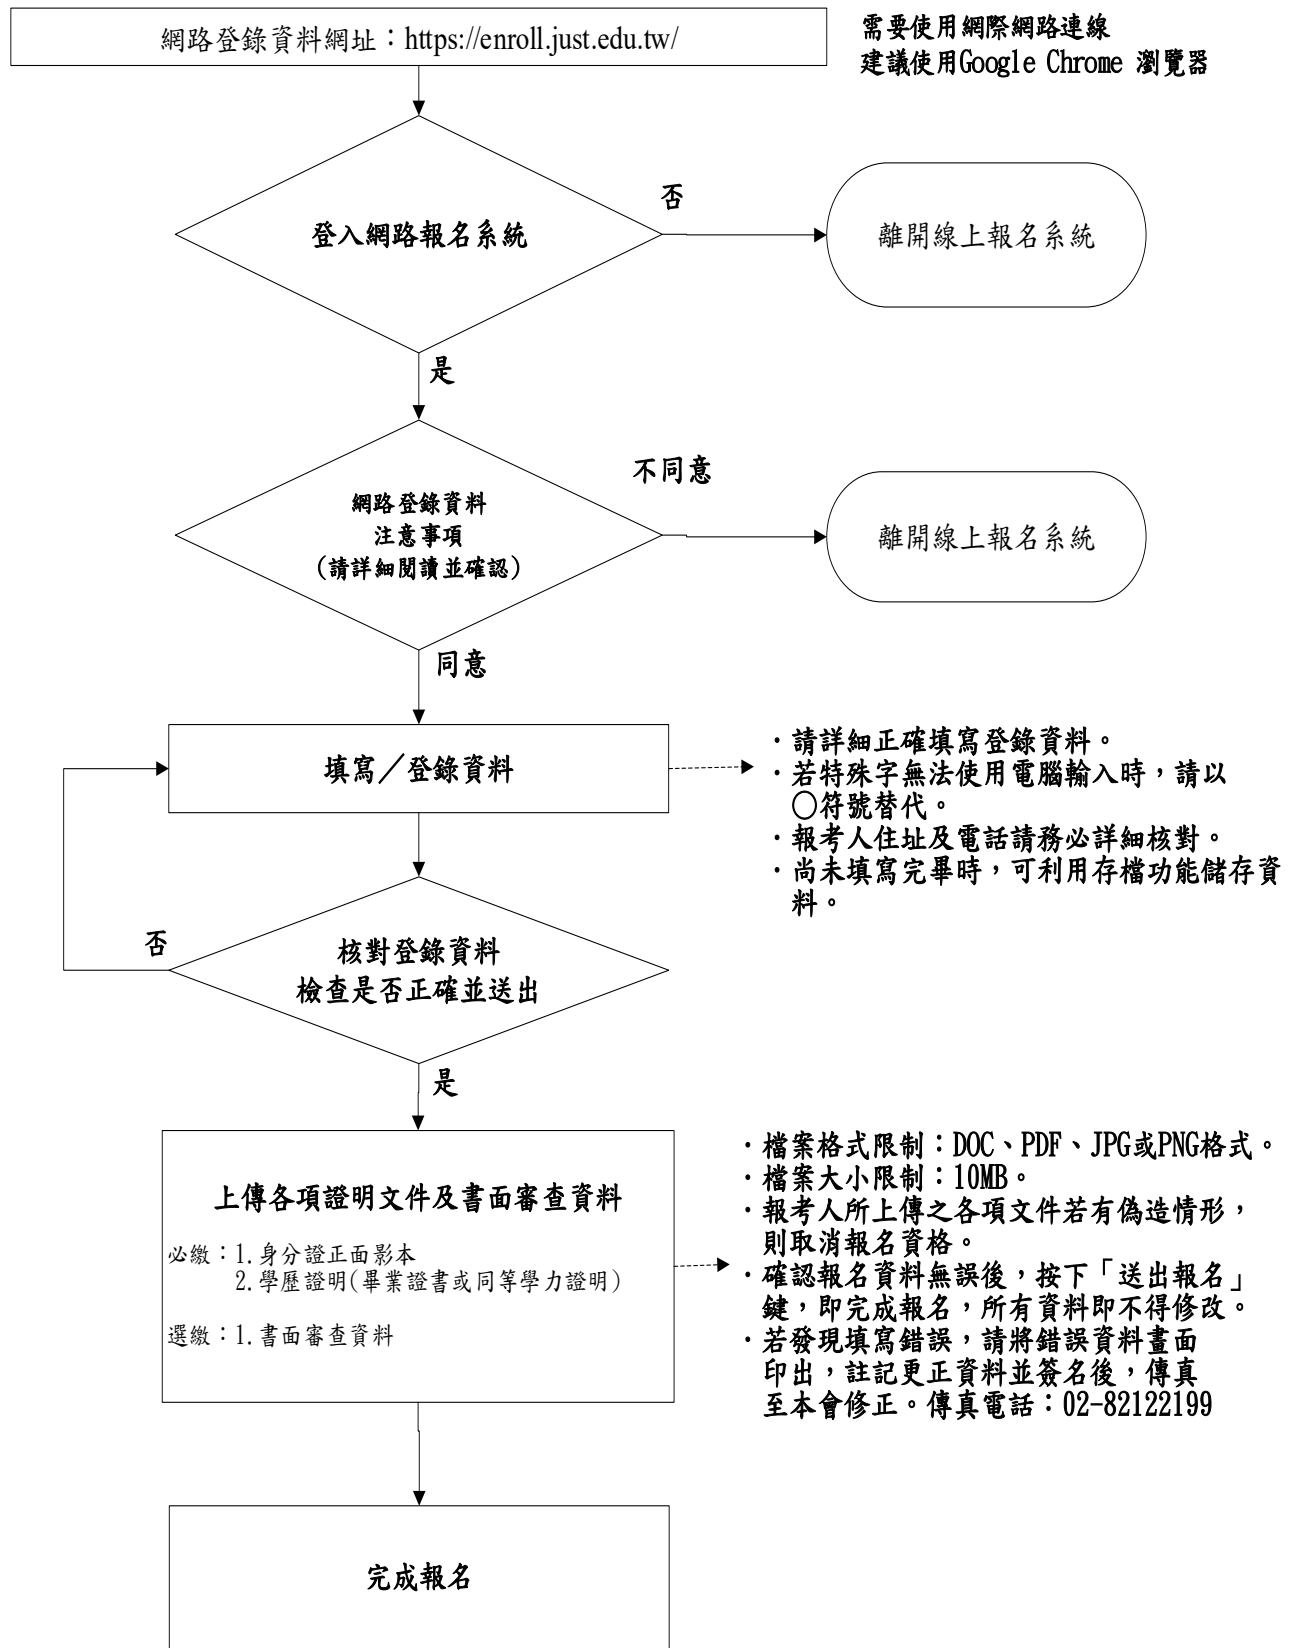 網路登錄資料網址：https://enroll.just.edu.tw/
需要使用網際網路連線
建議使用Google Chrome 瀏覽器
登入網路報名系統
否
離開線上報名系統
是
網路登錄資料
注意事項
(請詳細閱讀並確認)
不同意
離開線上報名系統
同意
填寫／登錄資料
·請詳細正確填寫登錄資料。
·若特殊字無法使用電腦輸入時，請以
○符號替代。
·報考人住址及電話請務必詳細核對。
·尚未填寫完畢時，可利用存檔功能儲存資
料。
核對登錄資料
檢查是否正確並送出
否
是
上傳各項證明文件及書面審查資料
必繳：1.身分證正面影本
2.學歷證明(畢業證書或同等學力證明)
選繳：1.書面審查資料
·檔案格式限制：DOC、PDF、JPG或PNG格式。
·檔案大小限制：10MB。
·報考人所上傳之各項文件若有偽造情形，
則取消報名資格。
·確認報名資料無誤後，按下「送出報名」
鍵，即完成報名，所有資料即不得修改。
·若發現填寫錯誤，請將錯誤資料畫面
印出，註記更正資料並簽名後，傳真
至本會修正。傳真電話：02-82122199
完成報名